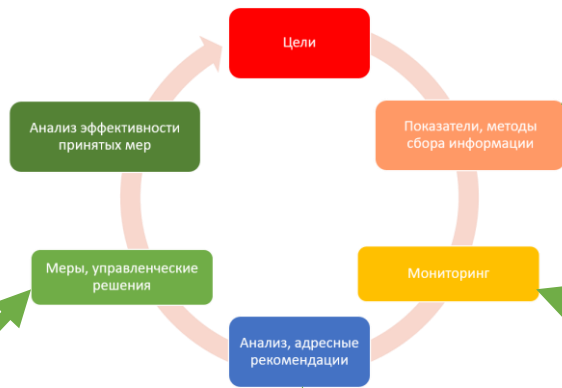 Цели
Показатели, методы
сбора информации
Мониторинг
Анализ, адресные
рекомендации
Меры, управленческие
решения
Анализ эффективности
принятых мер